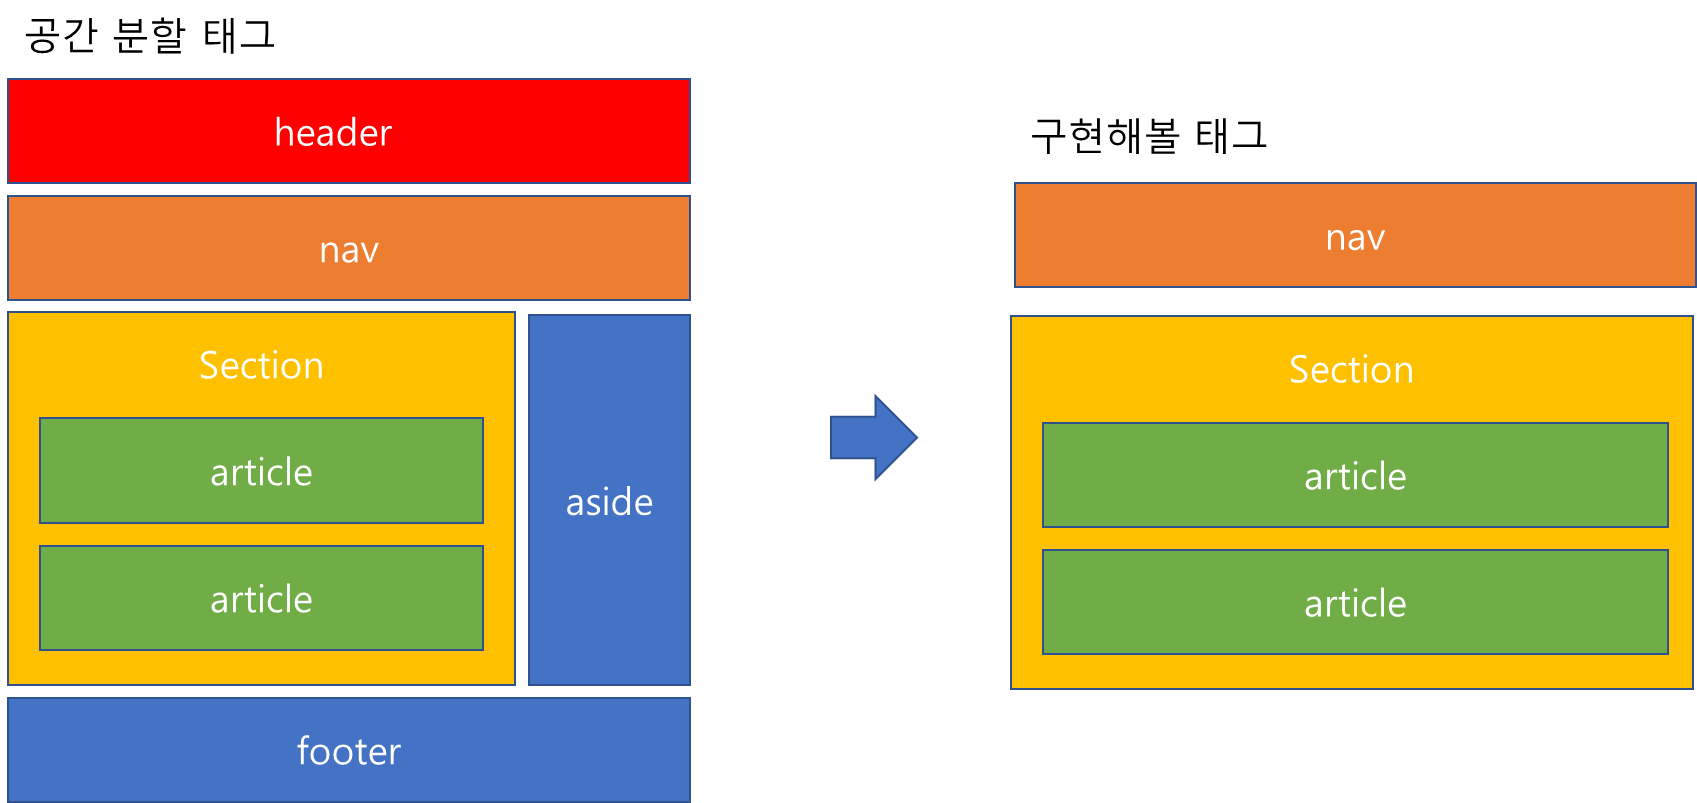 공간 분할 태그
header
nav
Section
article
article
aside
footer
구현해볼 태그
nav
Section
article
article